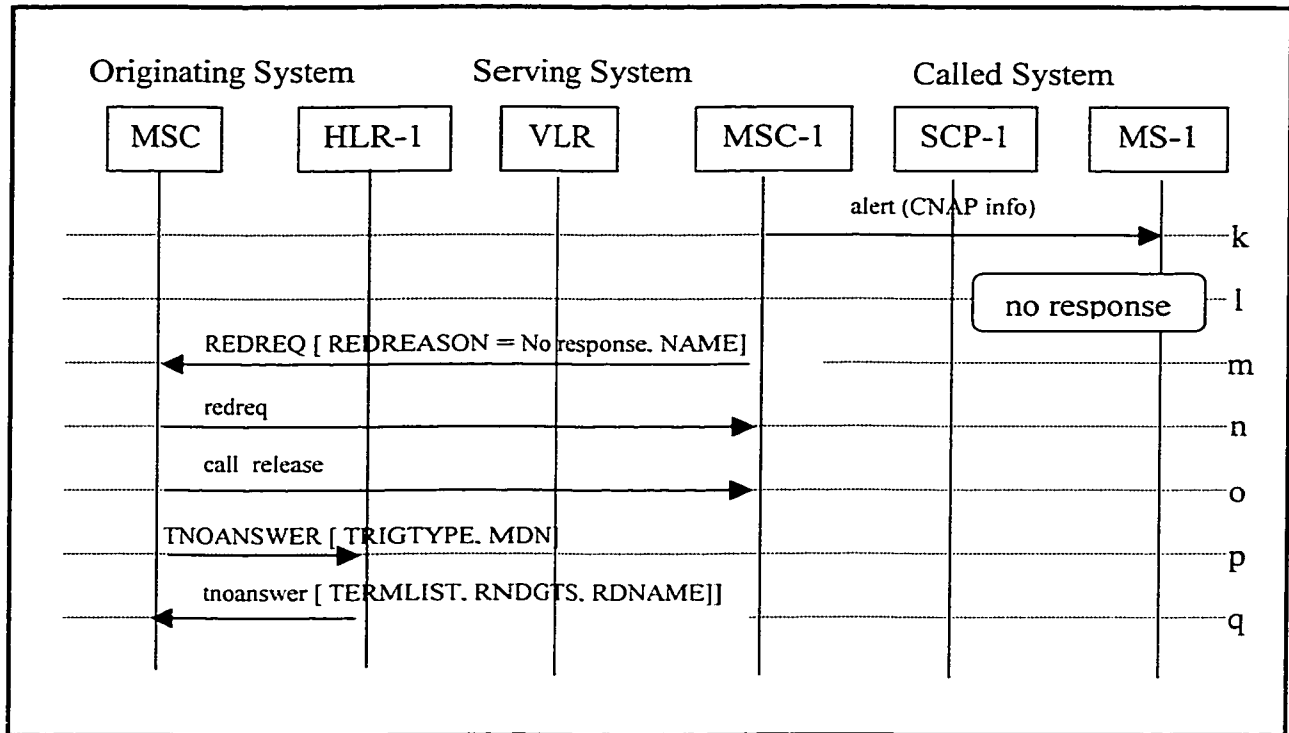 Originating System Serving System Called System
MSC HLR-1 VLR MSC-1 SCP-1 MS-1
alert (CNAP info)
k
no response
l
REDREQ [ REDREASON = No response. NAME]
m
redreq
n
call release
o
TNOANSWER [ TRIGTYPE. MDN]
p
tnoanswer [ TERMLIST. RNDGTS. RDNAME]]
q